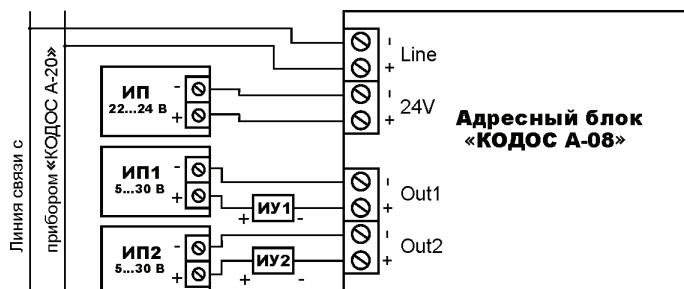 Линия связи с
прибором «КОДОС А-20»
ИП
22...24 В
-
+
ИП1
5...30 В
-
+
ИУ1
+
-
ИП2
5...30 В
-
+
ИУ2
+
-
-
+
Line
-
+
24V
-
+
Out1
-
+
Out2
Адресный блок
«КОДОС А-08»